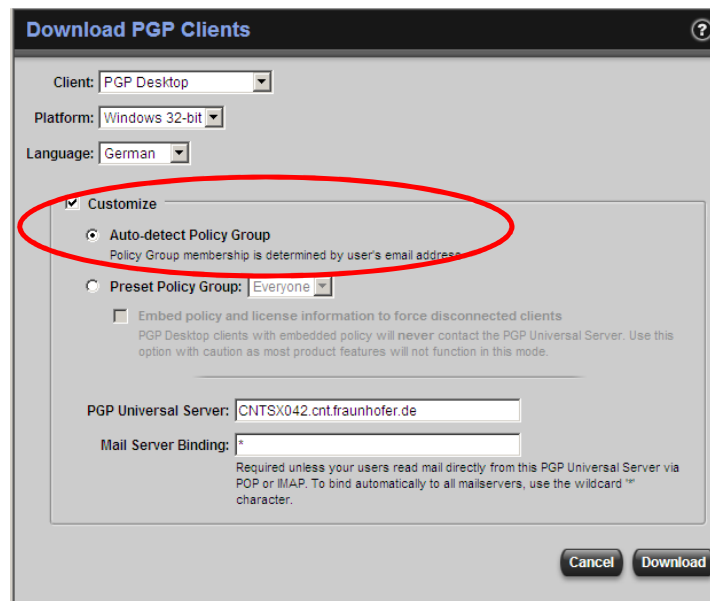 Download PGP Clients
?
Client: PGP Desktop
Platform: Windows 32-bit
Language: German
Customize
Auto-detect Policy Group
Policy Group membership is determined by user's email address
Preset Policy Group: Everyone
Embed policy and license information to force disconnected clients
PGP Desktop clients with embedded policy will never contact the PGP Universal Server. Use this
option with caution as most product features will not function in this mode.
PGP Universal Server: CNTSX042.cnt.fraunhofer.de
Mail Server Binding: *
Required unless your users read mail directly from this PGP Universal Server via
POP or IMAP. To bind automatically to all mailservers, use the wildcard '*'
character.
Cancel Download